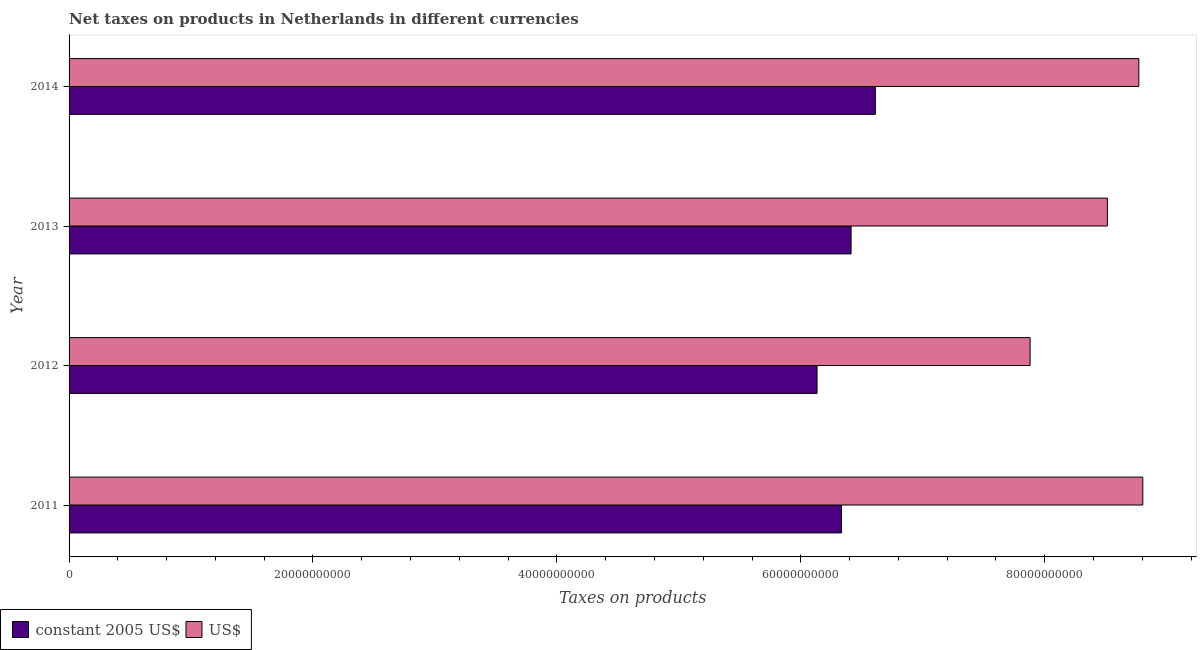 Net taxes on products in Netherlands in different currencies
2014
2013
2012
2011
Year
0
20000000000
40000000000
60000000000
80000000000
Taxes on products
constant 2005 US$
US$